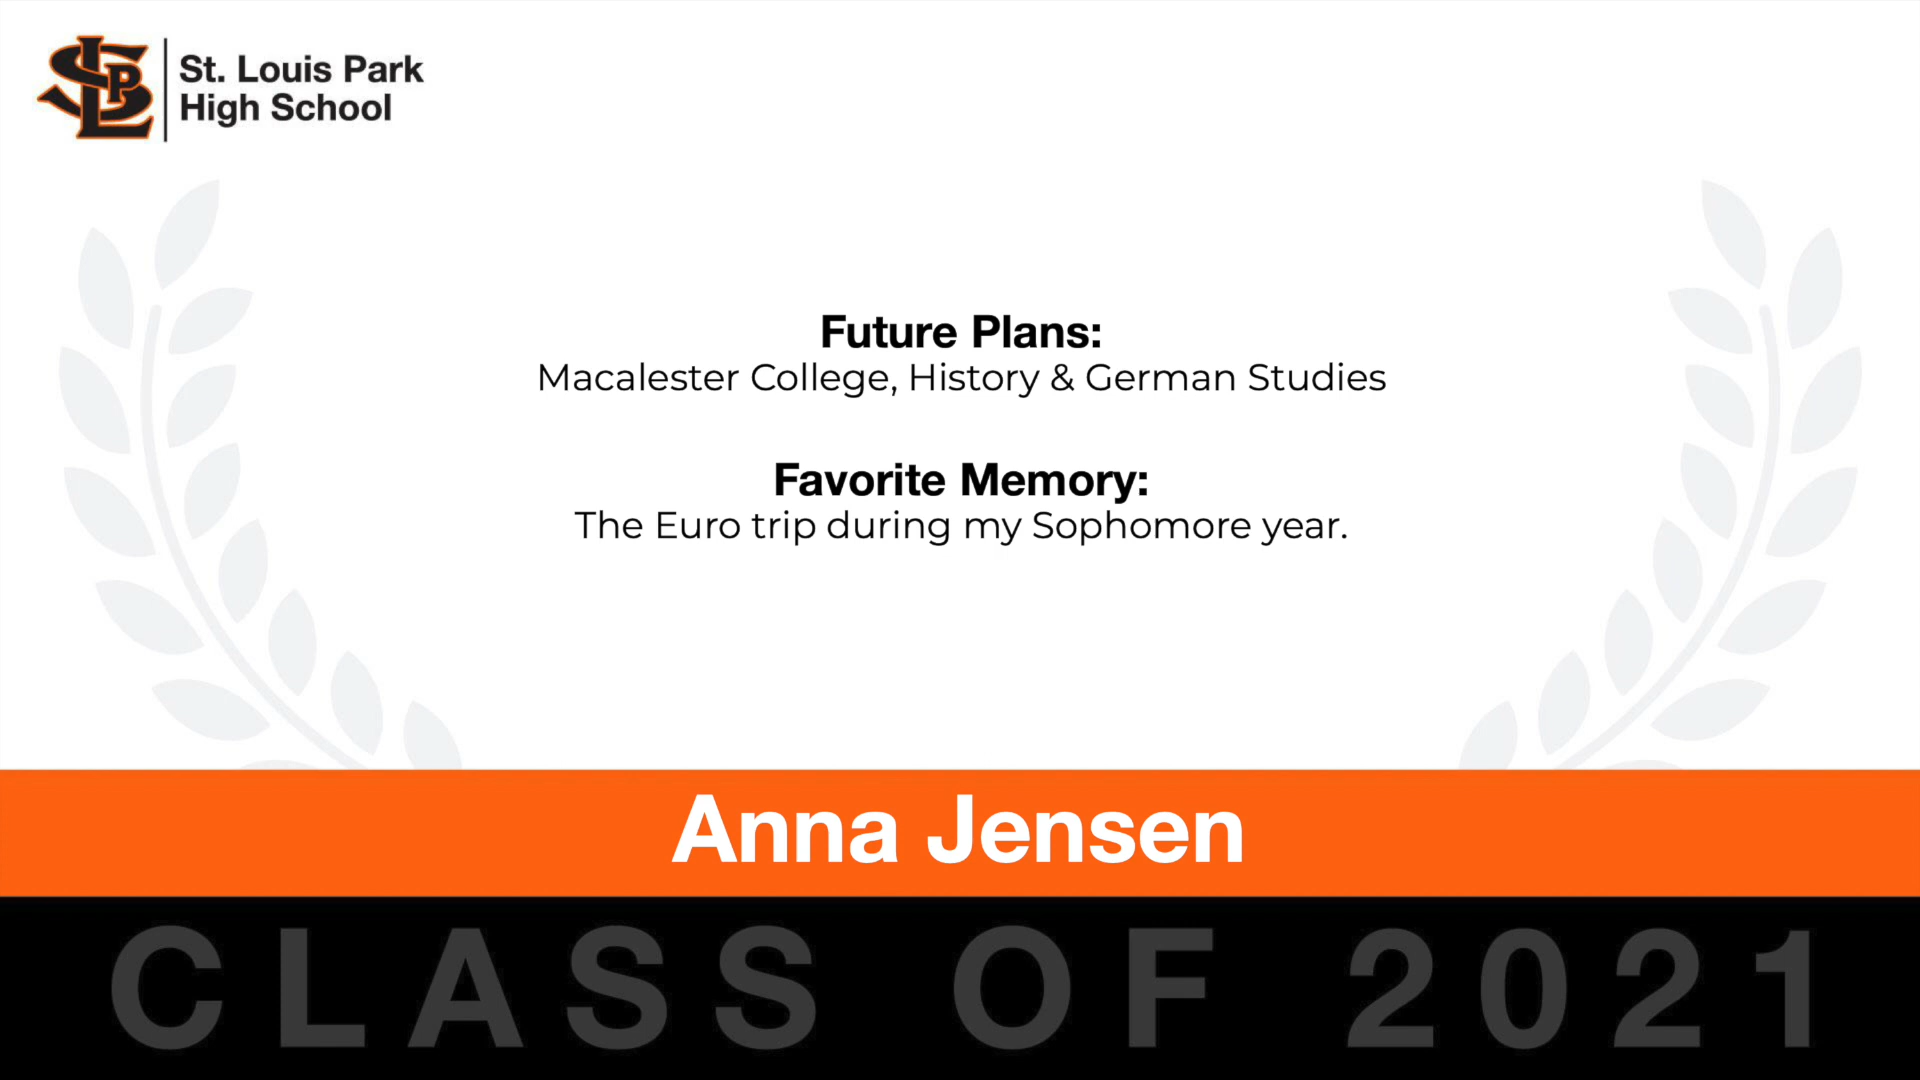 SLP
St. Louis Park
High School
Future Plans:
Macalester College, History & German Studies
Favorite Memory:
The Euro trip during my Sophomore year.
Anna Jensen
CLASS OF 2021